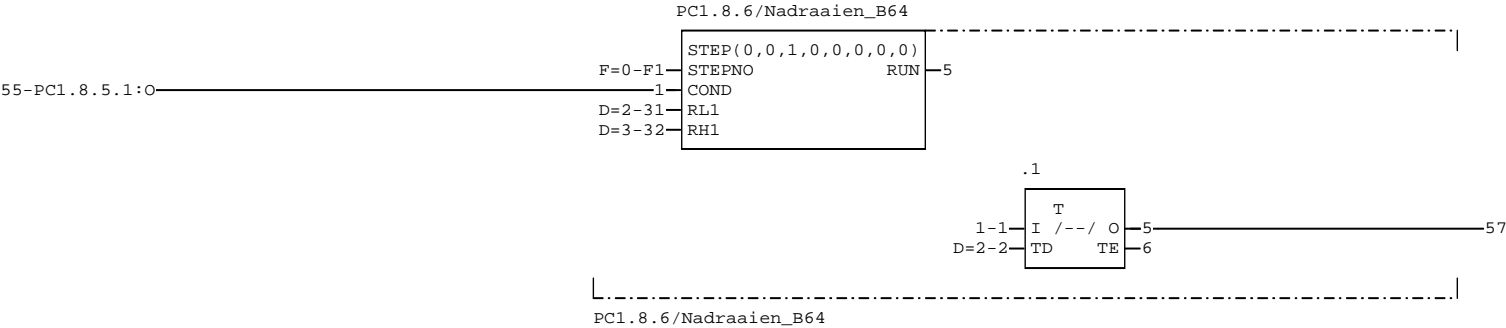 PC1.8.6/Nadraaien_B64
STEP(0,0,1,0,0,0,0,0)
F=0-F1 STEPNO RUN 5
55-PC1.8.5.1:O 1 COND
D=2-31 RL1
D=3-32 RH1
.1
T
1-1 I /--/ O 5 57
D=2-2 TD TE 6
PC1.8.6/Nadraaien_B64